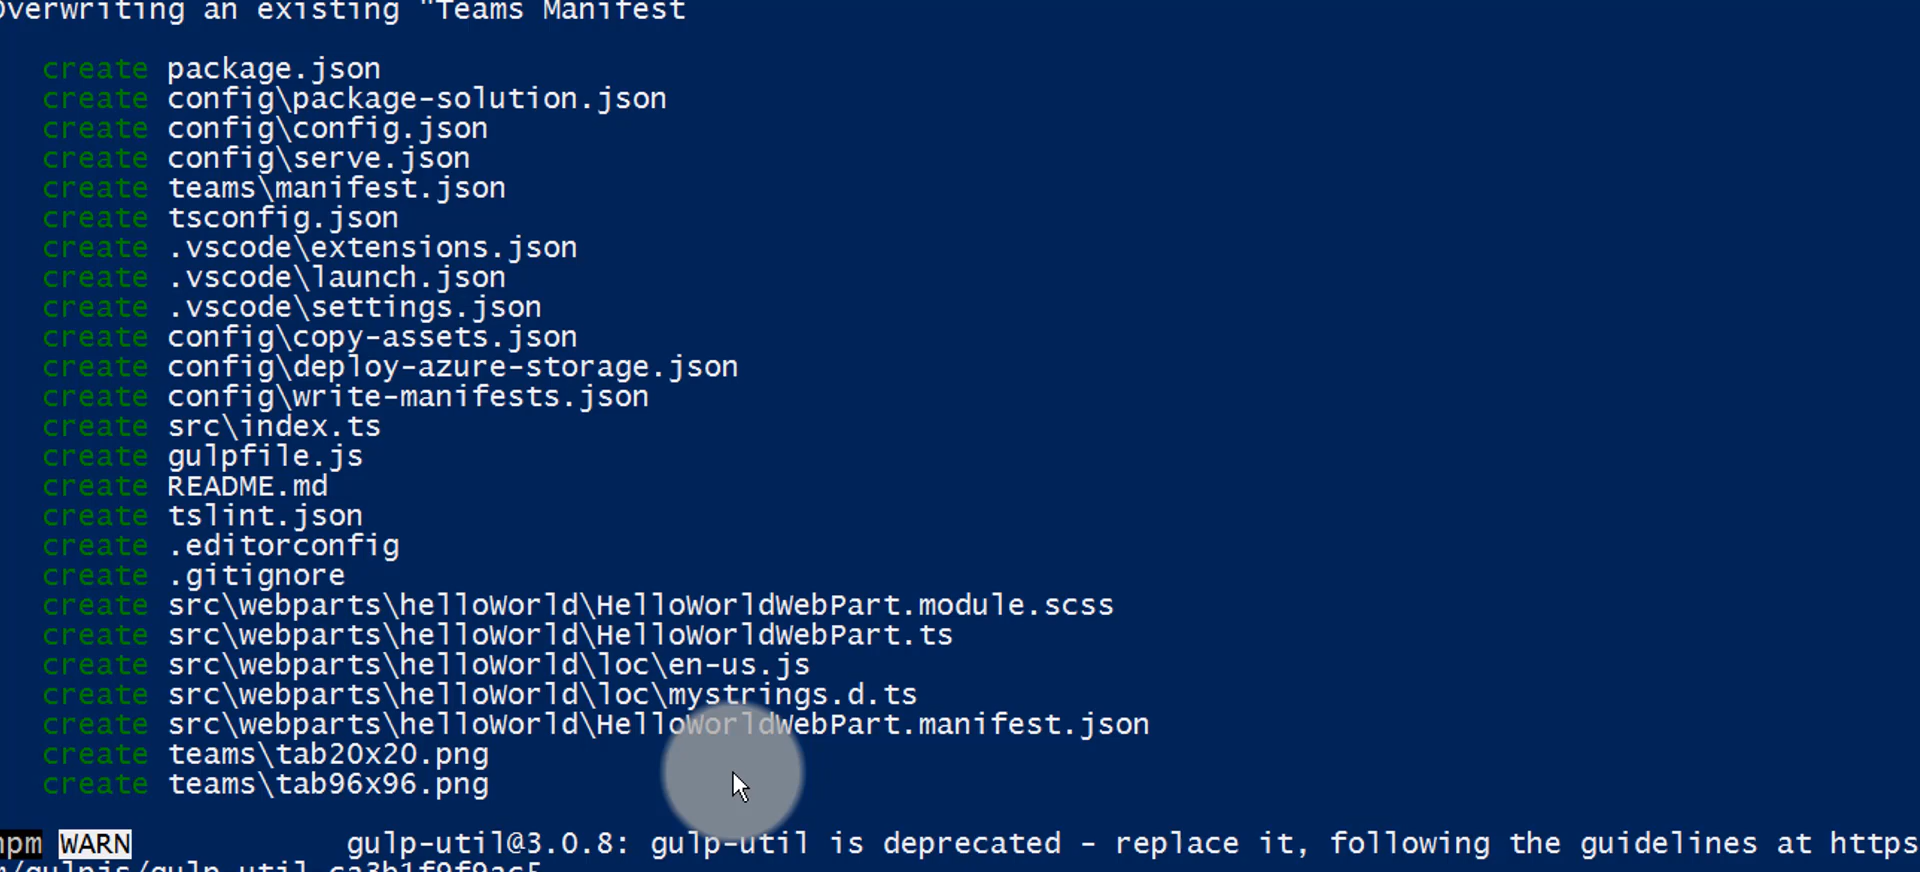 Overwriting an existing "Teams Manifest
create package.json
create config\package-solution.json
create config\config.json
create config\serve.json
create teams\manifest.json
create tsconfig.json
create .vscode\extensions.json
create .vscode\launch.json
create .vscode\settings.json
create config\copy-assets.json
create config\deploy-azure-storage.json
create config\write-manifests.json
create src\index.ts
create gulpfile.js
create README.md
create tslint.json
create .editorconfig
create .gitignore
create src\webparts\helloWorld\HelloWorldWebPart.module.scss
create src\webparts\helloWorld\HelloWorldWebPart.ts
create src\webparts\helloWorld\loc\en-us.js
create src\webparts\helloWorld\loc\mystrings.d.ts
create src\webparts\helloWorld\HelloWorldWebPart.manifest.json
create teams\tab20x20.png
create teams\tab96x96.png
npm WARN gulp-util@3.0.8: gulp-util is deprecated - replace it, following the guidelines at https